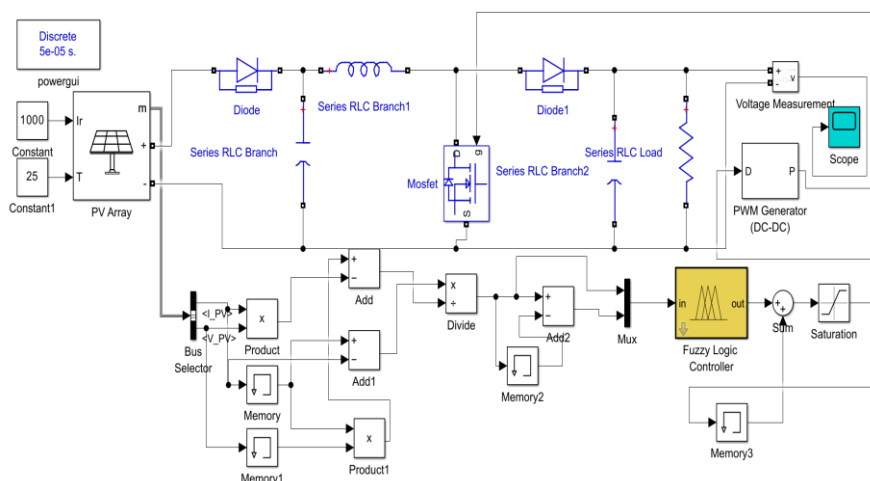 Discrete
5e-05 s.
powergui
1000
Constant
25
Constant1
Ir
T
m
+
-
PV Array
Diode
Series RLC Branch1
Series RLC Branch
Diode1
D
g
S
Mosfet
Series RLC Branch2
Series RLC Load
+
-
v
Voltage Measurement
Scope
D
P
PWM Generator
(DC-DC)
<I_PV>
<V_PV>
Bus
Selector
x
Product
+
−
Add
+
−
Add1
Memory
Memory1
x
Product1
x
÷
Divide
+
−
Add2
Memory2
Mux
in
out
Fuzzy Logic
Controller
+
+
Sum
Saturation
Memory3